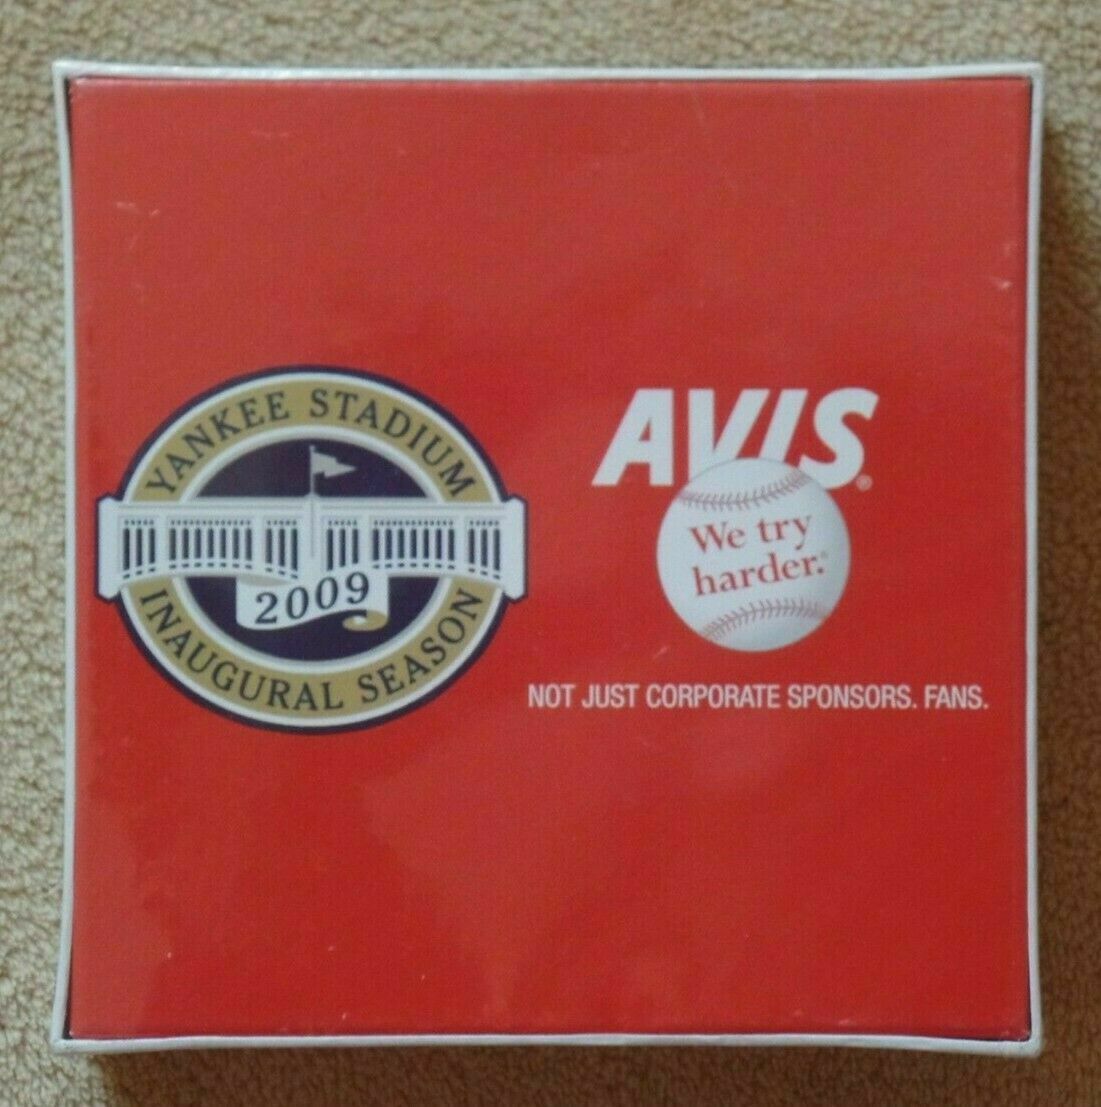 YANKEE STADIUM
2009
INAUGURAL SEASON
AVIS®
We try
harder.®
NOT JUST CORPORATE SPONSORS. FANS.